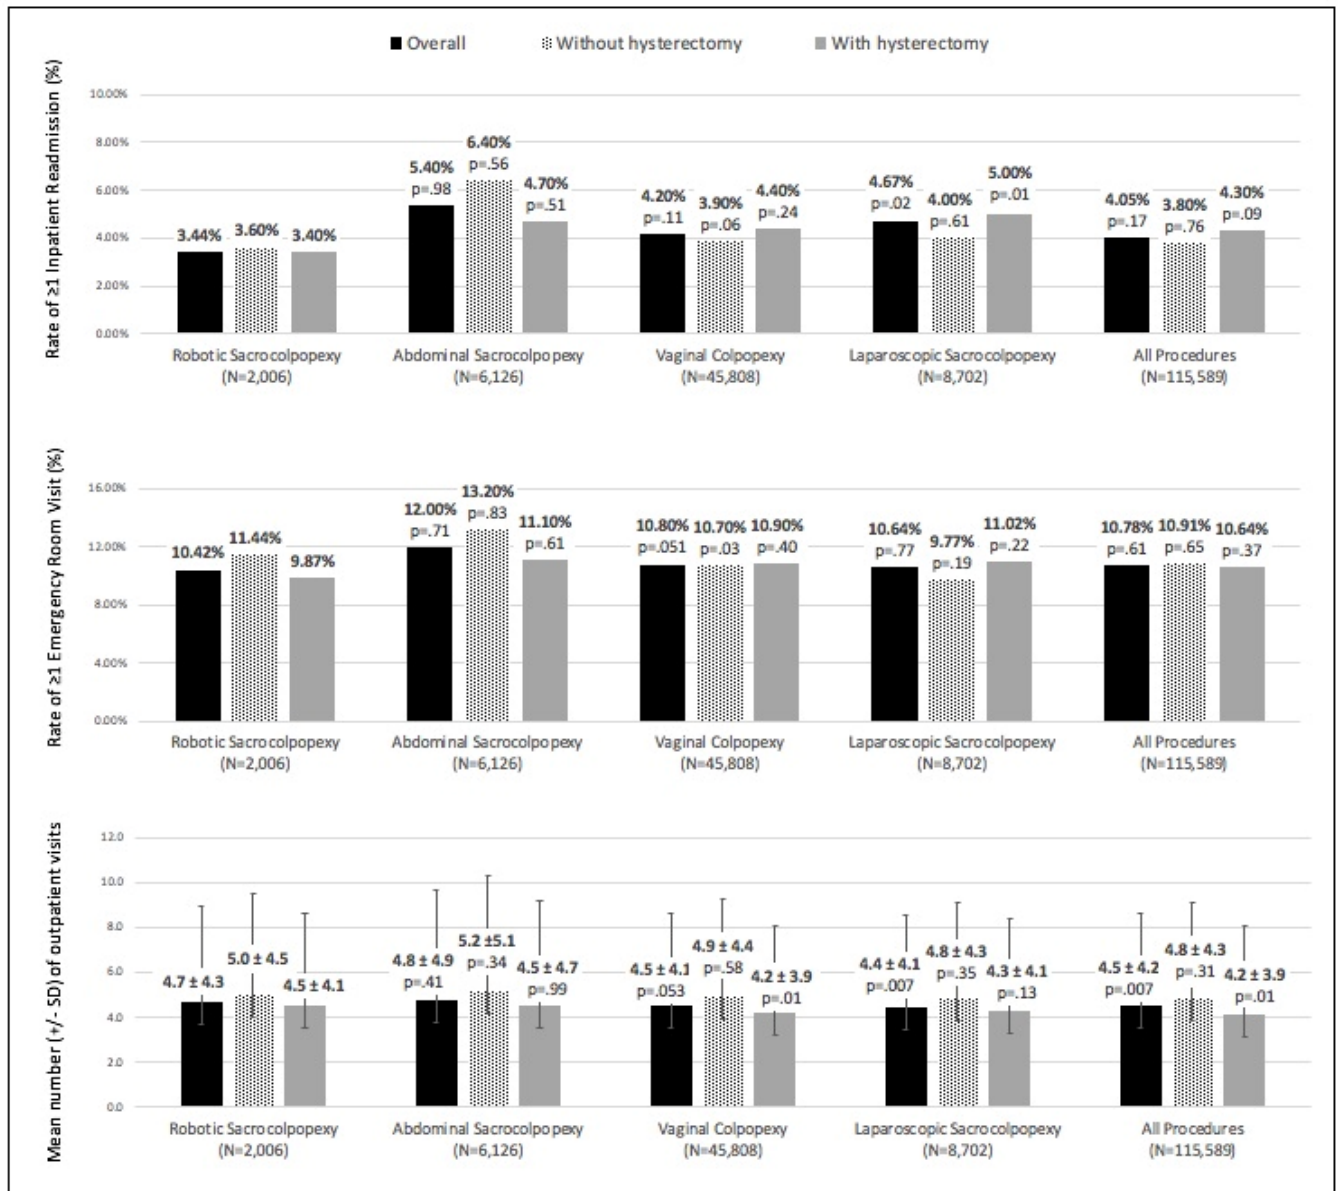 Overall Without hysterectomy With hysterectomy
Rate of ≥1 Inpatient Readmission (%)
10.00%
8.00%
6.00%
4.00%
2.00%
0.00%
3.44% 3.60% 3.40%
5.40% 6.40% 4.70%
p=.98 p=.56 p=.51
4.20% 3.90% 4.40%
p=.11 p=.06 p=.24
4.67% 4.00% 5.00%
p=.02 p=.61 p=.01
4.05% 3.80% 4.30%
p=.17 p=.76 p=.09
Robotic Sacrocolpopexy Abdominal Sacrocolpopexy Vaginal Colpopexy Laparoscopic Sacrocolpopexy All Procedures
(N=2,006) (N=6,126) (N=45,808) (N=8,702) (N=115,589)
Rate of ≥1 Emergency Room Visit (%)
16.00%
12.00%
8.00%
4.00%
0.00%
10.42% 11.44% 9.87%
12.00% 13.20% 11.10%
p=.71 p=.83 p=.61
10.80% 10.70% 10.90%
p=.051 p=.03 p=.40
10.64% 9.77% 11.02%
p=.77 p=.19 p=.22
10.78% 10.91% 10.64%
p=.61 p=.65 p=.37
Robotic Sacrocolpopexy Abdominal Sacrocolpopexy Vaginal Colpopexy Laparoscopic Sacrocolpopexy All Procedures
(N=2,006) (N=6,126) (N=45,808) (N=8,702) (N=115,589)
Mean number (+/- SD) of outpatient visits
12.0
10.0
8.0
6.0
4.0
2.0
0.0
4.7 ± 4.3 5.0 ± 4.5 4.5 ± 4.1
4.8 ± 4.9 5.2 ±5.1 4.5 ± 4.7
p=.41 p=.34 p=.99
4.5 ± 4.1 4.9 ± 4.4 4.2 ± 3.9
p=.053 p=.58 p=.01
4.4 ± 4.1 4.8 ± 4.3 4.3 ± 4.1
p=.007 p=.35 p=.13
4.5 ± 4.2 4.8 ± 4.3 4.2 ± 3.9
p=.007 p=.31 p=.01
Robotic Sacrocolpopexy Abdominal Sacrocolpopexy Vaginal Colpopexy Laparoscopic Sacrocolpopexy All Procedures
(N=2,006) (N=6,126) (N=45,808) (N=8,702) (N=115,589)